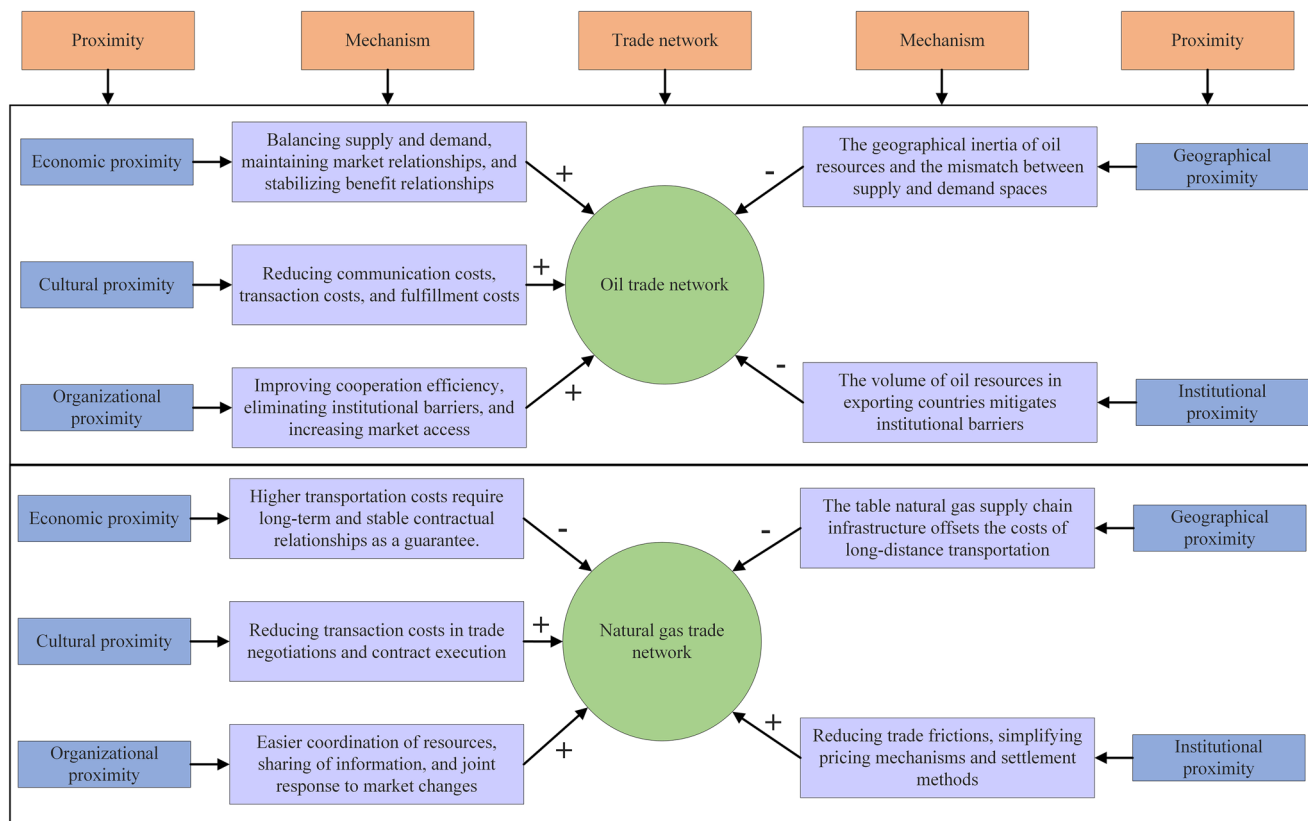 Proximity
Mechanism
Trade network
Mechanism
Proximity
Economic proximity
Balancing supply and demand,
maintaining market relationships, and
stabilizing benefit relationships
+
-
The geographical inertia of oil
resources and the mismatch between
supply and demand spaces
Geographical
proximity
Cultural proximity
Reducing communication costs,
transaction costs, and fulfillment costs
+
Oil trade network
Organizational
proximity
Improving cooperation efficiency,
eliminating institutional barriers, and
increasing market access
+
-
The volume of oil resources in
exporting countries mitigates
institutional barriers
Institutional
proximity
Economic proximity
Higher transportation costs require
long-term and stable contractual
relationships as a guarantee.
-
-
The table natural gas supply chain
infrastructure offsets the costs of
long-distance transportation
Geographical
proximity
Cultural proximity
Reducing transaction costs in trade
negotiations and contract execution
+
Natural gas trade
network
Organizational
proximity
Easier coordination of resources,
sharing of information, and joint
response to market changes
+
+
Reducing trade frictions, simplifying
pricing mechanisms and settlement
methods
Institutional
proximity